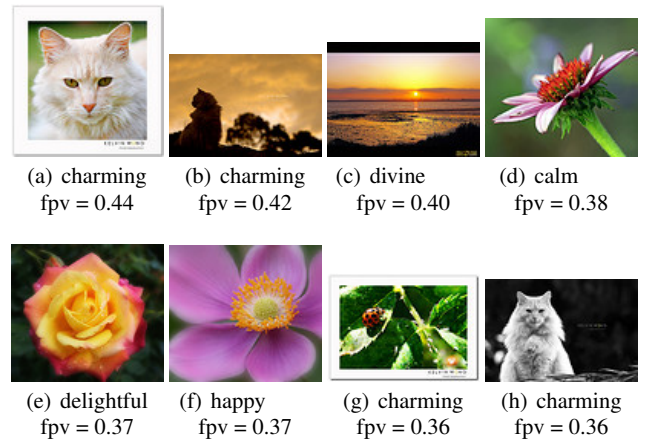 (a) charming
fpv = 0.44
(b) charming
fpv = 0.42
(c) divine
fpv = 0.40
(d) calm
fpv = 0.38
(e) delightful
fpv = 0.37
(f) happy
fpv = 0.37
(g) charming
fpv = 0.36
(h) charming
fpv = 0.36